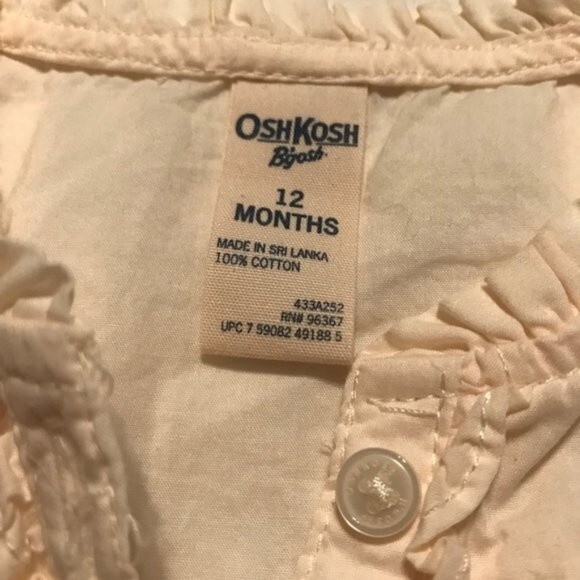 OSHKOSH
B'gosh
12
MONTHS
MADE IN SRI LANKA
100% COTTON
433A252
RN# 96367
UPC 7 59082 49188 5